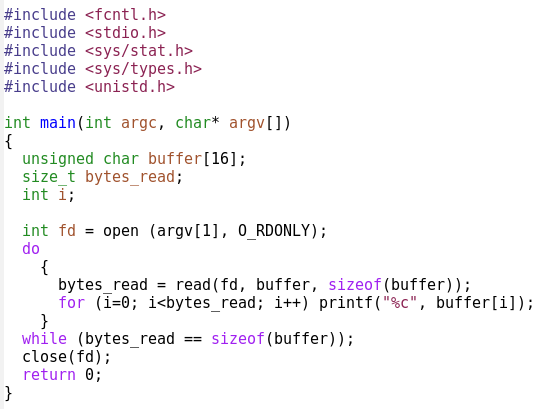 #include <fcntl.h>
#include <stdio.h>
#include <sys/stat.h>
#include <sys/types.h>
#include <unistd.h>

int main(int argc, char* argv[])
{
  unsigned char buffer[16];
  size_t bytes_read;
  int i;

  int fd = open (argv[1], O_RDONLY);
  do
    {
      bytes_read = read(fd, buffer, sizeof(buffer));
      for (i=0; i<bytes_read; i++) printf("%c", buffer[i]);
    }
  while (bytes_read == sizeof(buffer));
  close(fd);
  return 0;
}